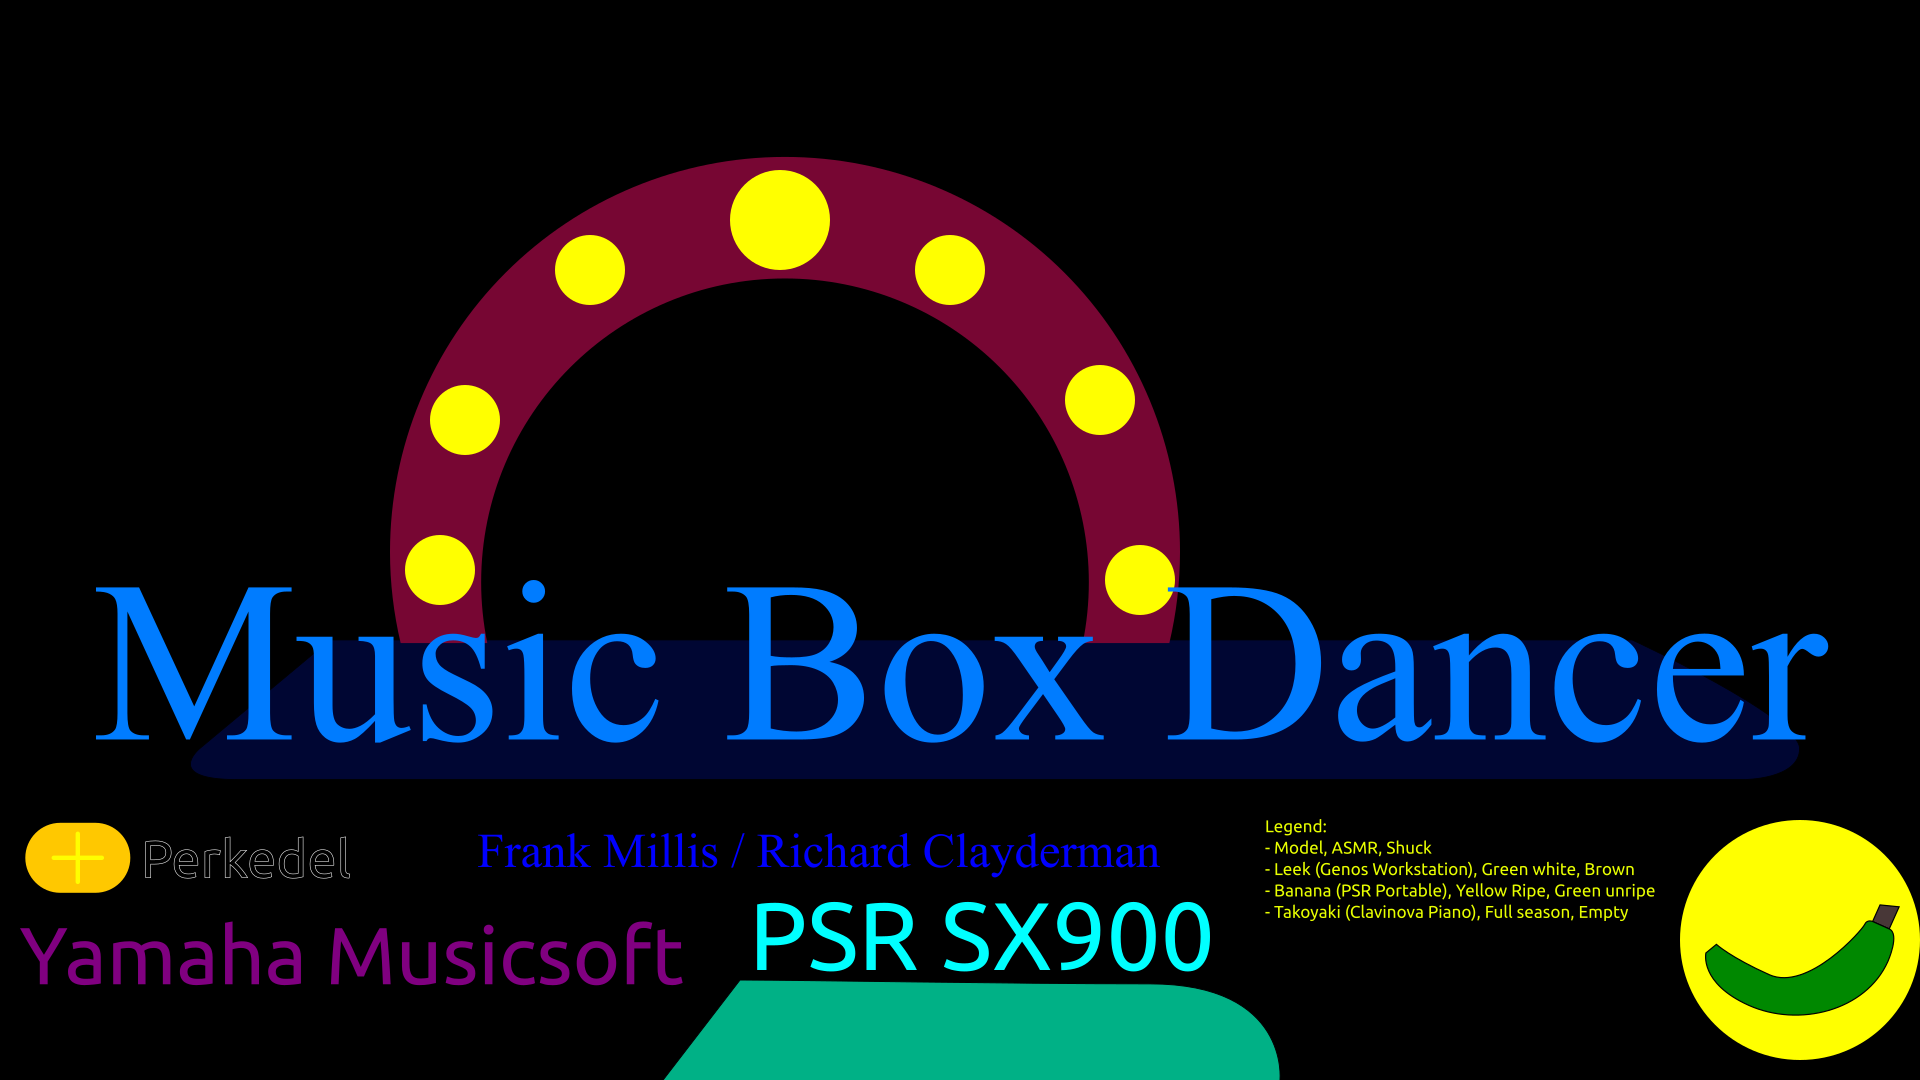 Music Box Dancer
Perkedel
Frank Millis / Richard Clayderman
Yamaha Musicsoft
PSR SX900
Legend:
- Model, ASMR, Shuck
- Leek (Genos Workstation), Green white, Brown
- Banana (PSR Portable), Yellow Ripe, Green unripe
- Takoyaki (Clavinova Piano), Full season, Empty